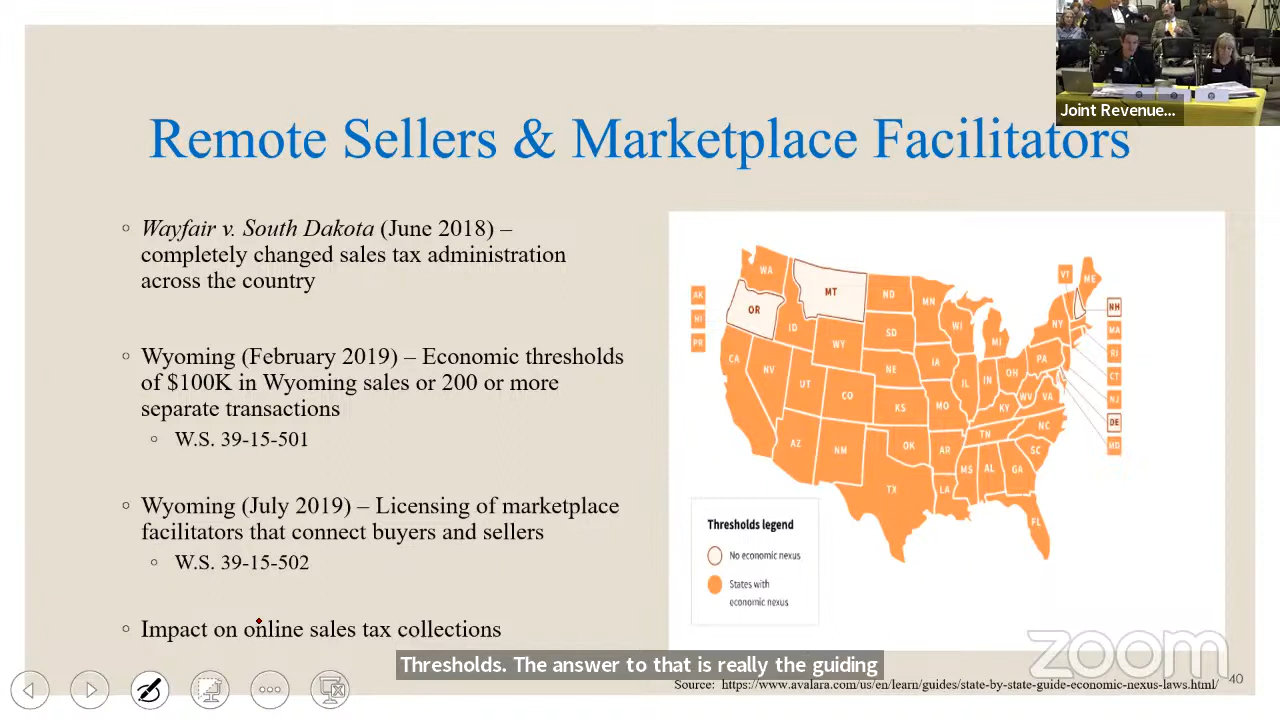 Joint Revenue...
Remote Sellers & Marketplace Facilitators
Wayfair v. South Dakota (June 2018) –
completely changed sales tax administration
across the country
Wyoming (February 2019) – Economic thresholds
of $100K in Wyoming sales or 200 or more
separate transactions
W.S. 39-15-501
Wyoming (July 2019) – Licensing of marketplace
facilitators that connect buyers and sellers
W.S. 39-15-502
Impact on online sales tax collections
WA
MT
ND
MN
VT
ME
AK
HI
PR
OR
ID
WY
SD
WI
MI
NY
NH
MA
RI
CT
NJ
DE
MD
CA
NV
UT
CO
NE
KS
IA
MO
IL
IN
OH
PA
WV
VA
KY
NC
TN
SC
AZ
NM
OK
AR
MS
AL
GA
TX
LA
FL
Thresholds legend
No economic nexus
States with
economic nexus
zoom
Thresholds. The answer to that is really the guiding
Source: https://www.avalara.com/us/en/learn/guides/state-by-state-guide-economic-nexus-laws.html/
40